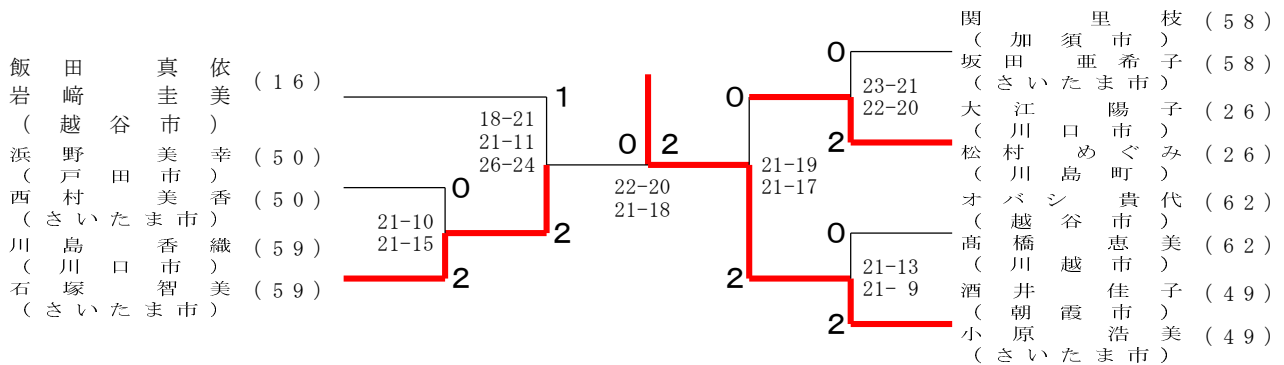 飯田 真依
岩﨑 圭美 (16)
(越谷市)
浜野 美幸 (50)
(戸田市)
西村 美香 (50)
(さいたま市)
川島 香織 (59)
(川口市)
石塚 智美 (59)
(さいたま市)
1
18-21
21-11
26-24
0
21-10
21-15
2
2
0 2
22-20
21-18
0
21-19
21-17
2
0
23-21
22-20
2
0
21-13
21- 9
2
関 里枝 (58)
(加須市)
坂田 亜希子 (58)
(さいたま市)
大江 陽子 (26)
(川口市)
松村 めぐみ (26)
(川島町)
オバシ 貴代 (62)
(越谷市)
髙橋 恵美 (62)
(川越市)
酒井 佳子 (49)
(朝霞市)
小原 浩美 (49)
(さいたま市)